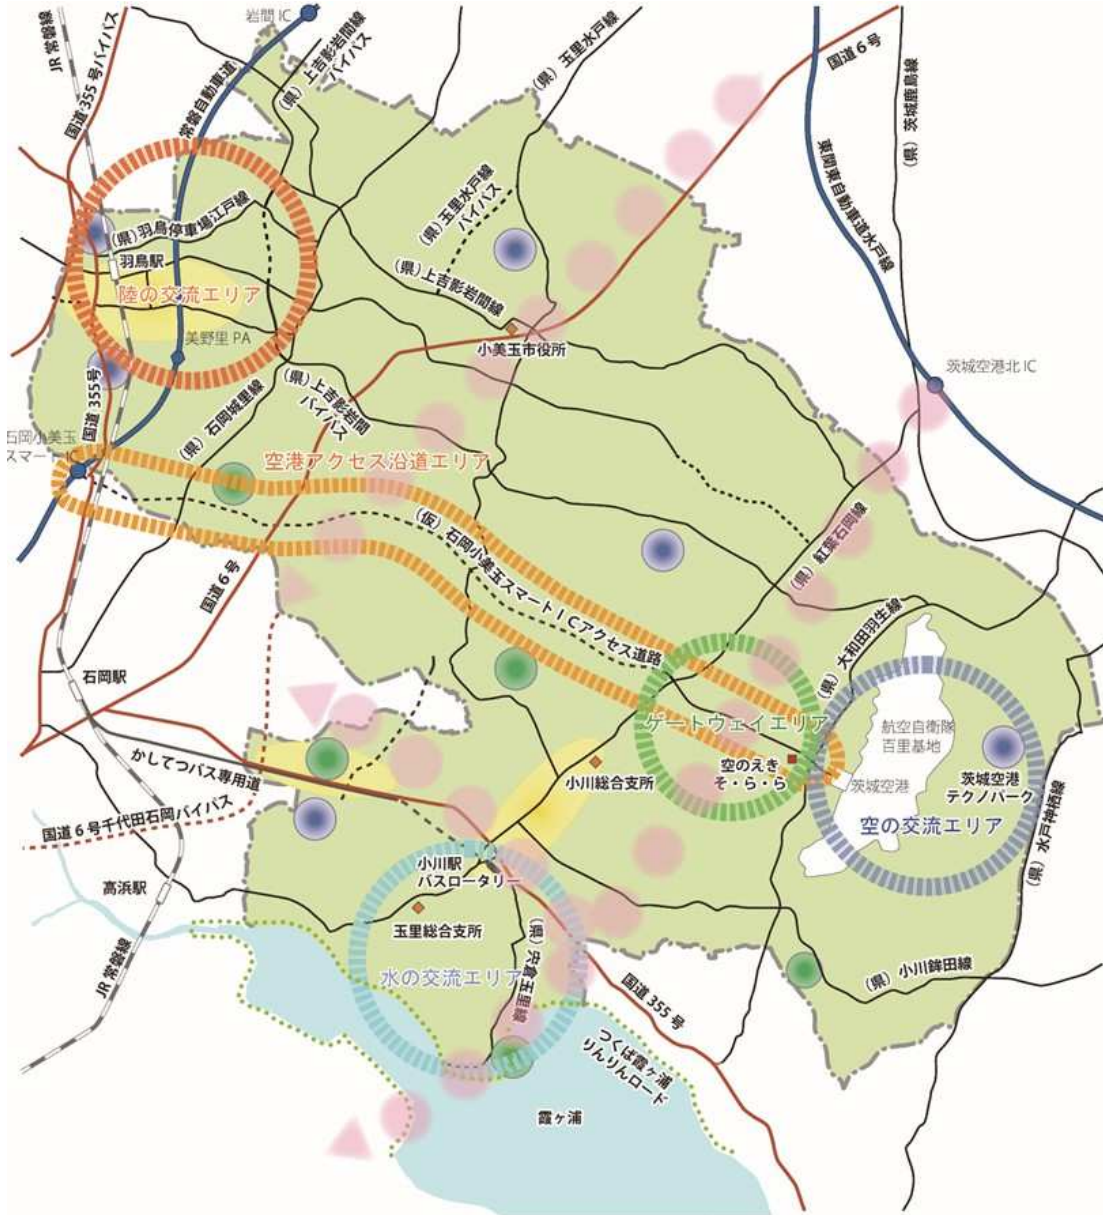 岩間IC
JR常磐線
国道355号バイパス
常磐自動車道
(県)上吉影岩間線
バイパス
(県)玉里水戸線
国道6号
(県)茨城鹿島線
東関東自動車道水戸線
(県)玉里水戸線
バイパス
(県)羽鳥停車場江戸線
羽鳥駅
陸の交流エリア
(県)上吉影岩間線
美野里PA
小美玉市役所
茨城空港北IC
国道355号
(県)石岡城里線
(県)上吉影岩間
バイパス
石岡小美玉
スマートIC
空港アクセス沿道エリア
(仮)石岡小美玉スマートICアクセス道路
(県)紅葉石岡線
国道6号
(県)大和田羽生線
石岡駅
ゲートウェイエリア
航空自衛隊
百里基地
かしてつバス専用道
小川総合支所
空のえき
そ・ら・ら
茨城空港
茨城空港
テクノパーク
国道6号千代田石岡バイパス
空の交流エリア
(県)水戸神栖線
小川駅
バスロータリー
高浜駅
玉里総合支所
(県)宍倉玉里線
水の交流エリア
JR常磐線
国道355号
(県)小川鉾田線
つくば霞ヶ浦
りんりんロード
霞ヶ浦